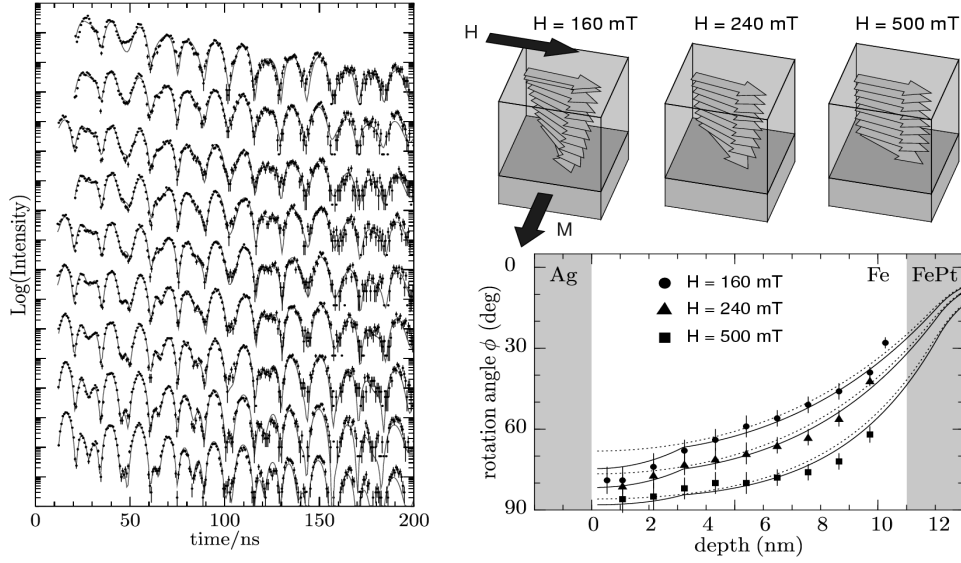 Log(Intensity)
0
50
100
150
200
time/ns
H = 160 mT
H = 240 mT
H = 500 mT
H
M
Ag
Fe
FePt
H = 160 mT
H = 240 mT
H = 500 mT
rotation angle ϕ (deg)
0
30
60
90
0
2
4
6
8
10
12
depth (nm)